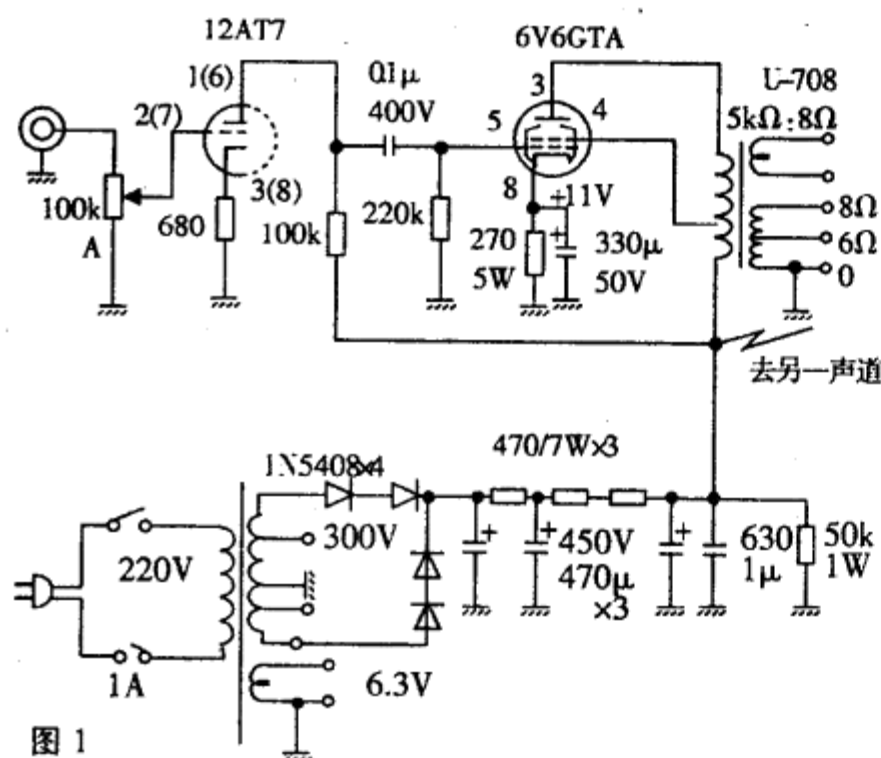 12AT7
6V6GTA
1(6)
0.1μ
400V
3
4
U-708
2(7)
5
5kΩ:8Ω
3(8)
8
11V
8Ω
100k
A
680
100k
220k
270
5W
330μ
50V
6Ω
0
去另一声道
470/7W×3
1N5408×4
300V
220V
450V
470μ
×3
630
1μ
50k
1W
1A
6.3V
图 1